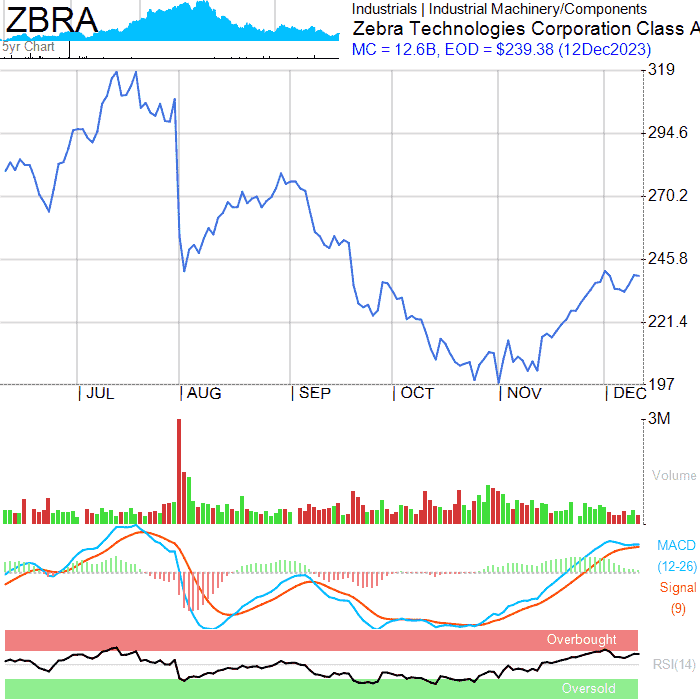 ZBRA
5yr Chart
Industrials | Industrial Machinery/Components
Zebra Technologies Corporation Class A
MC = 12.6B, EOD = $239.38 (12Dec2023)
319
294.6
270.2
245.8
221.4
197
JUL
AUG
SEP
OCT
NOV
DEC
3M
Volume
MACD
(12-26)
Signal
(9)
Overbought
RSI(14)
Oversold